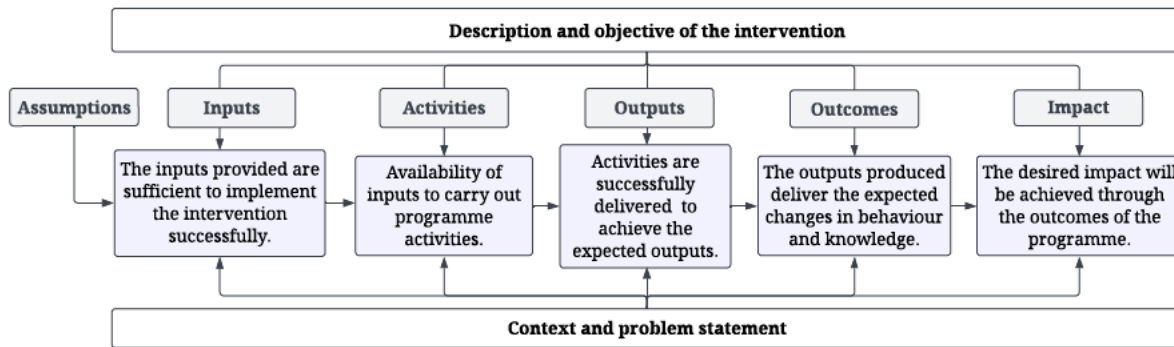 Description and objective of the intervention
Assumptions
Inputs
Activities
Outputs
Outcomes
Impact
The inputs provided are
sufficient to implement
the intervention
successfully.
Availability of
inputs to carry out
programme
activities.
Activities are
successfully
delivered to
achieve the
expected outputs.
The outputs produced
deliver the expected
changes in behaviour
and knowledge.
The desired impact will
be achieved through
the outcomes of the
programme.
Context and problem statement